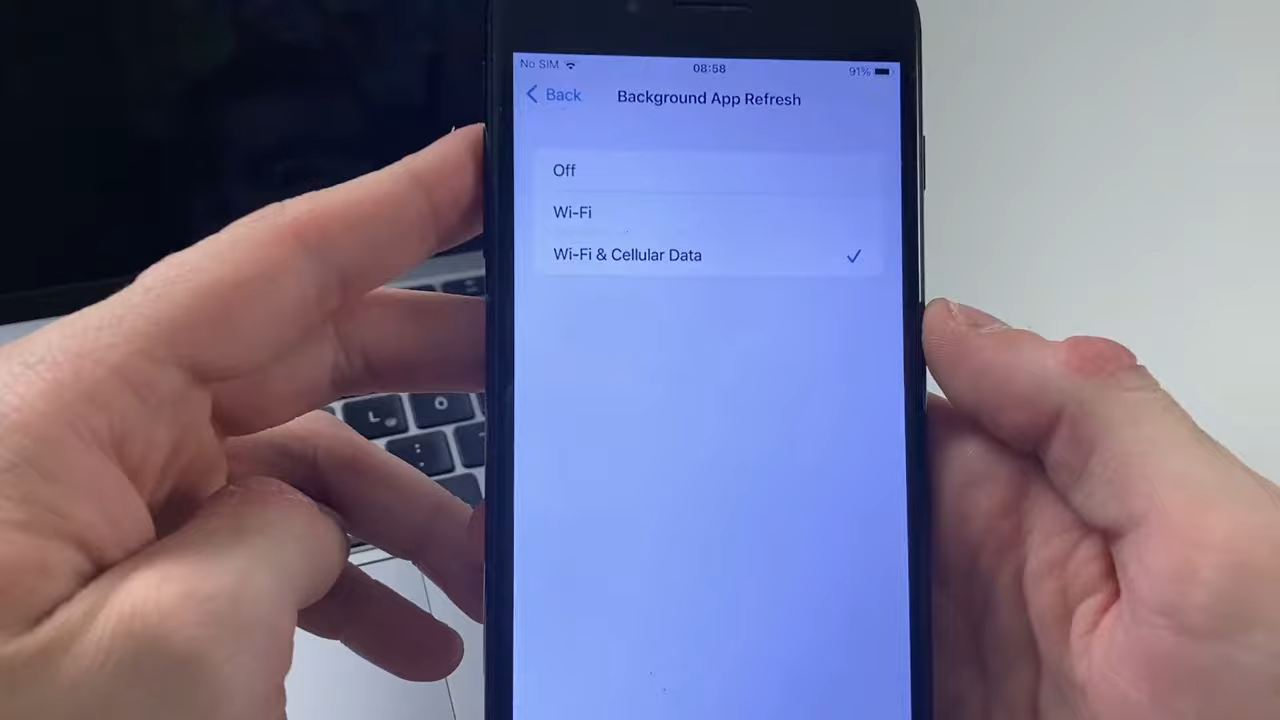 No SIM 08:58 91%
Back Background App Refresh
Off
Wi-Fi
Wi-Fi & Cellular Data
L @
O